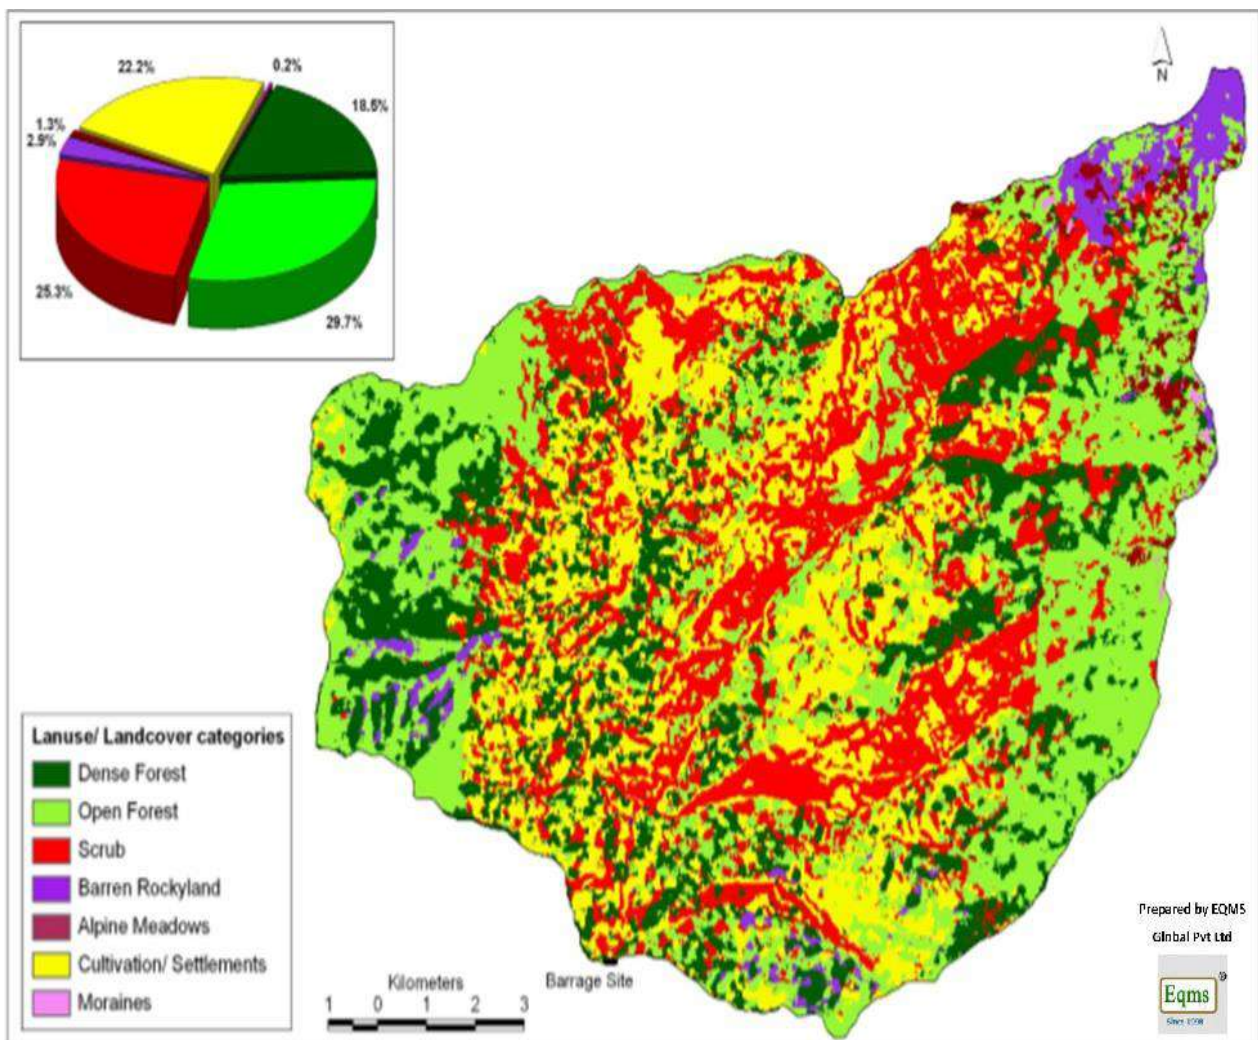 22.2%
0.2%
18.5%
1.3%
2.9%
25.3%
29.7%
N
Lanuse/ Landcover categories
Dense Forest
Open Forest
Scrub
Barren Rockyland
Alpine Meadows
Cultivation/ Settlements
Moraines
Kilometers
1 0 1 2 3
Barrage Site
Prepared by EQMS
Global Pvt Ltd
Eqms ®